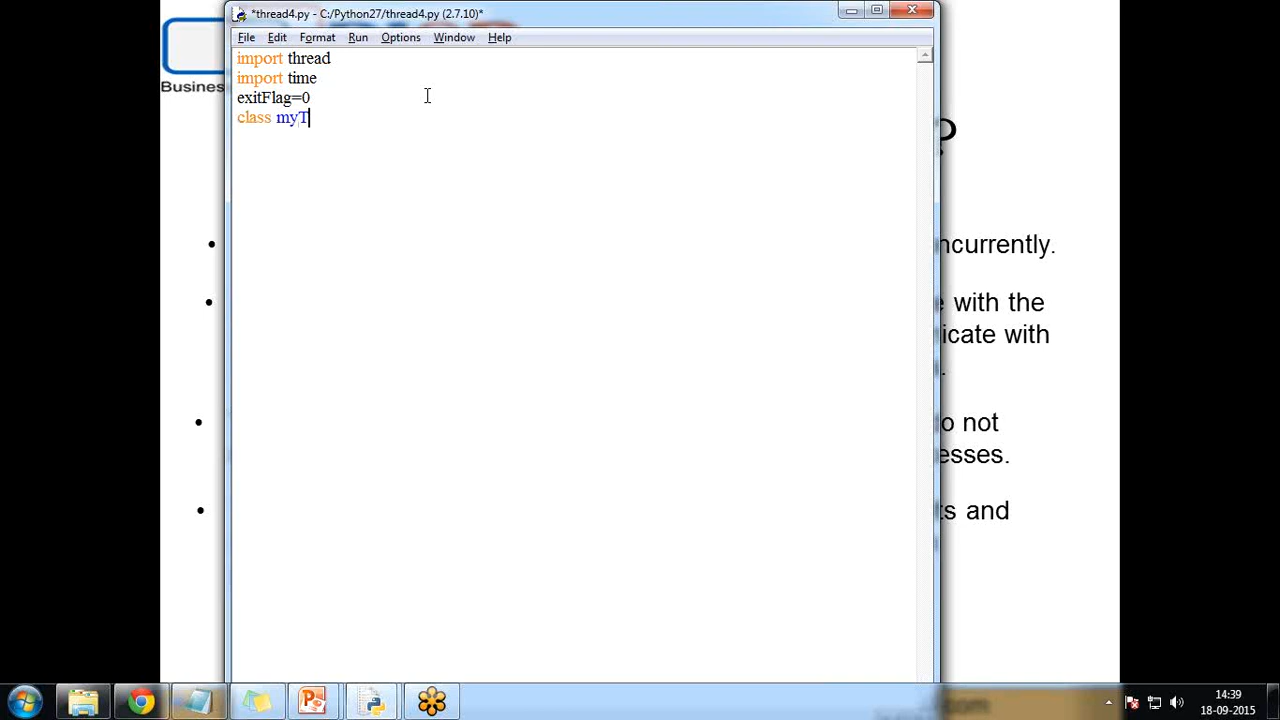 *thread4.py - C:/Python27/thread4.py (2.7.10)*
File Edit Format Run Options Window Help
import thread
import time
exitFlag=0
class myT
Busines
?
• ncurrently.
• with the
icate with
.
• o not
esses.
• ts and
14:39
18-09-2015